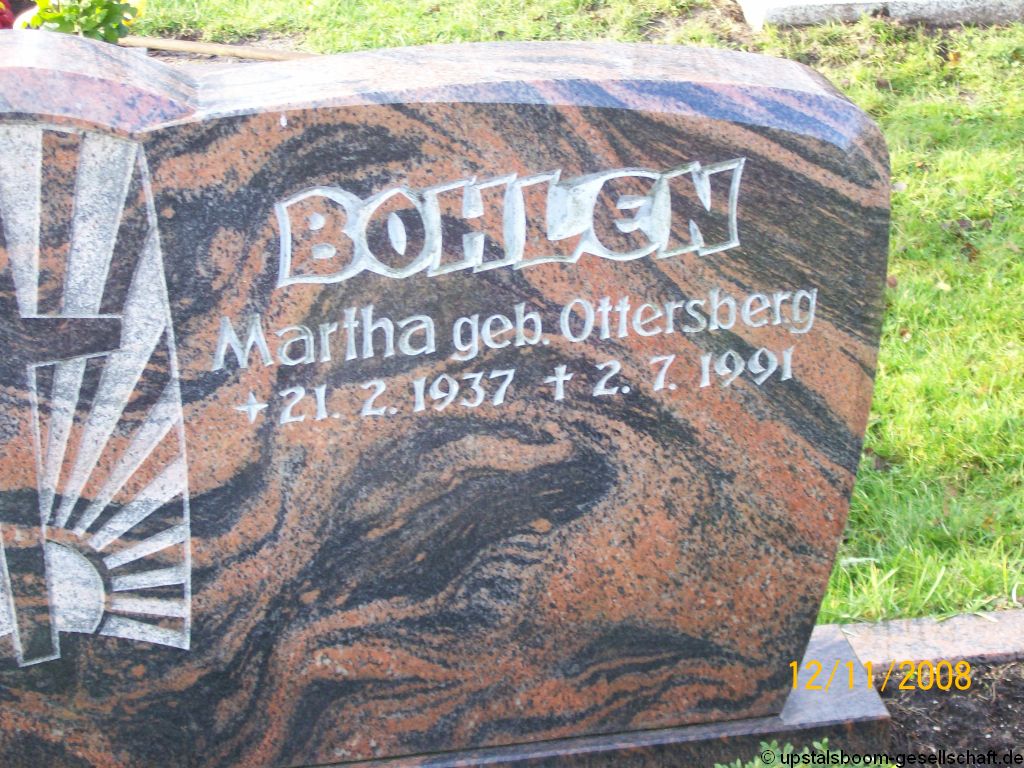 BOHLEN
Martha geb. Ottersberg
+ 21. 2. 1937 ✝ 2. 7. 1991
12/11/2008
© upstalsboom-gesellschaft.de